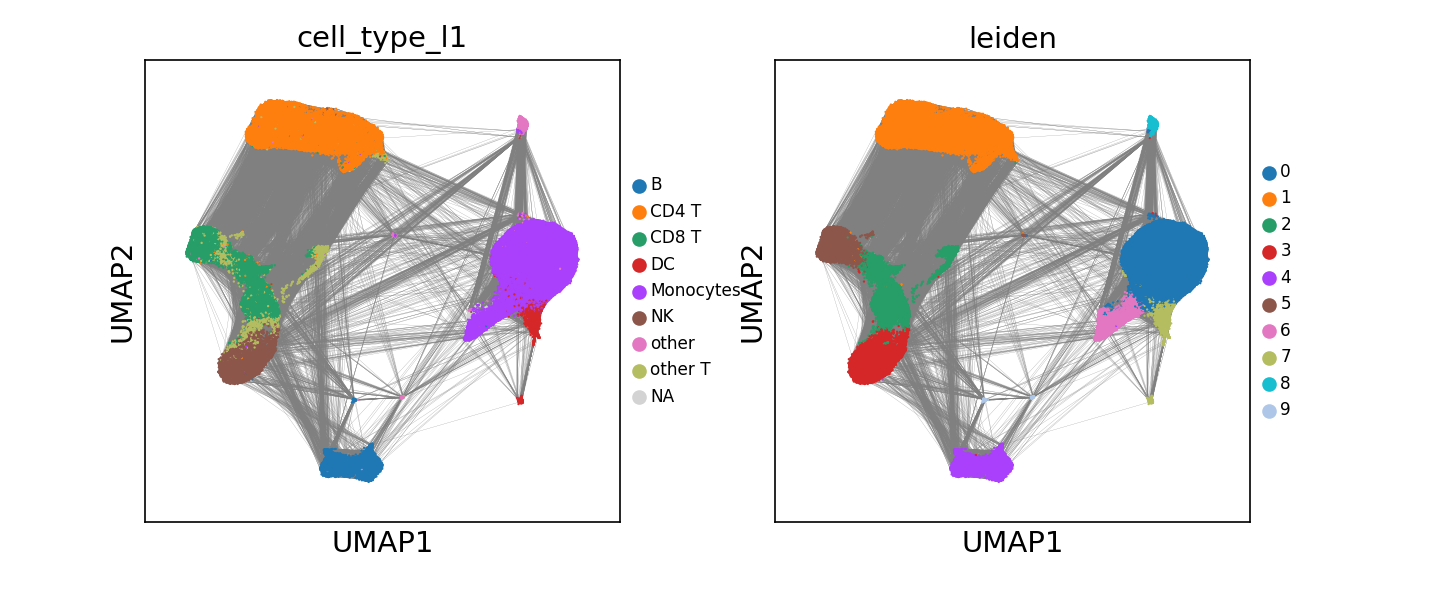 cell_type_l1
UMAP2
UMAP1
B
CD4 T
CD8 T
DC
Monocytes
NK
other
other T
NA
leiden
UMAP2
UMAP1
0
1
2
3
4
5
6
7
8
9